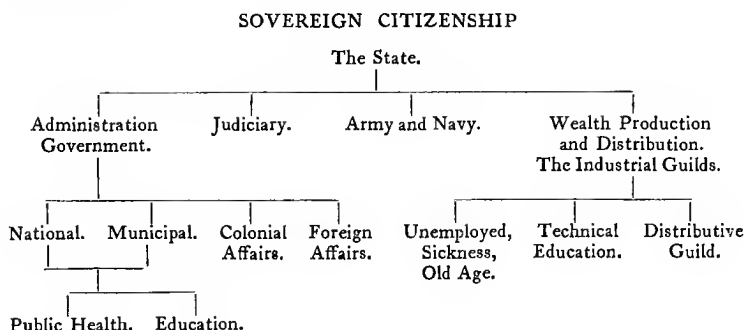 SOVEREIGN CITIZENSHIP
The State.
Administration Government.
Judiciary.
Army and Navy.
Wealth Production and Distribution. The Industrial Guilds.
National.
Municipal.
Colonial Affairs.
Foreign Affairs.
Unemployed, Sickness, Old Age.
Technical Education.
Distributive Guild.
Public Health.
Education.